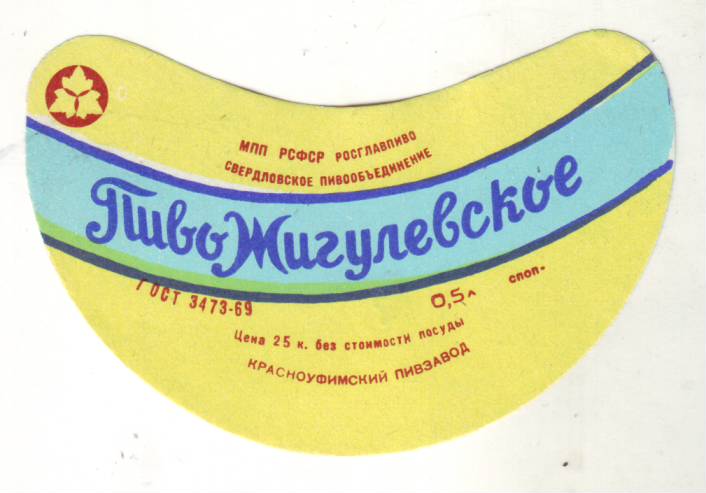 МПП РСФСР РОСГЛАВПИВО
СВЕРДЛОВСКОЕ ПИВООБЪЕДИНЕНИЕ
Пиво Жигулевское
ГОСТ 3473-69
0,5л
спол-
Цена 25 к. без стоимости посуды
КРАСНОУФИМСКИЙ ПИВЗАВОД